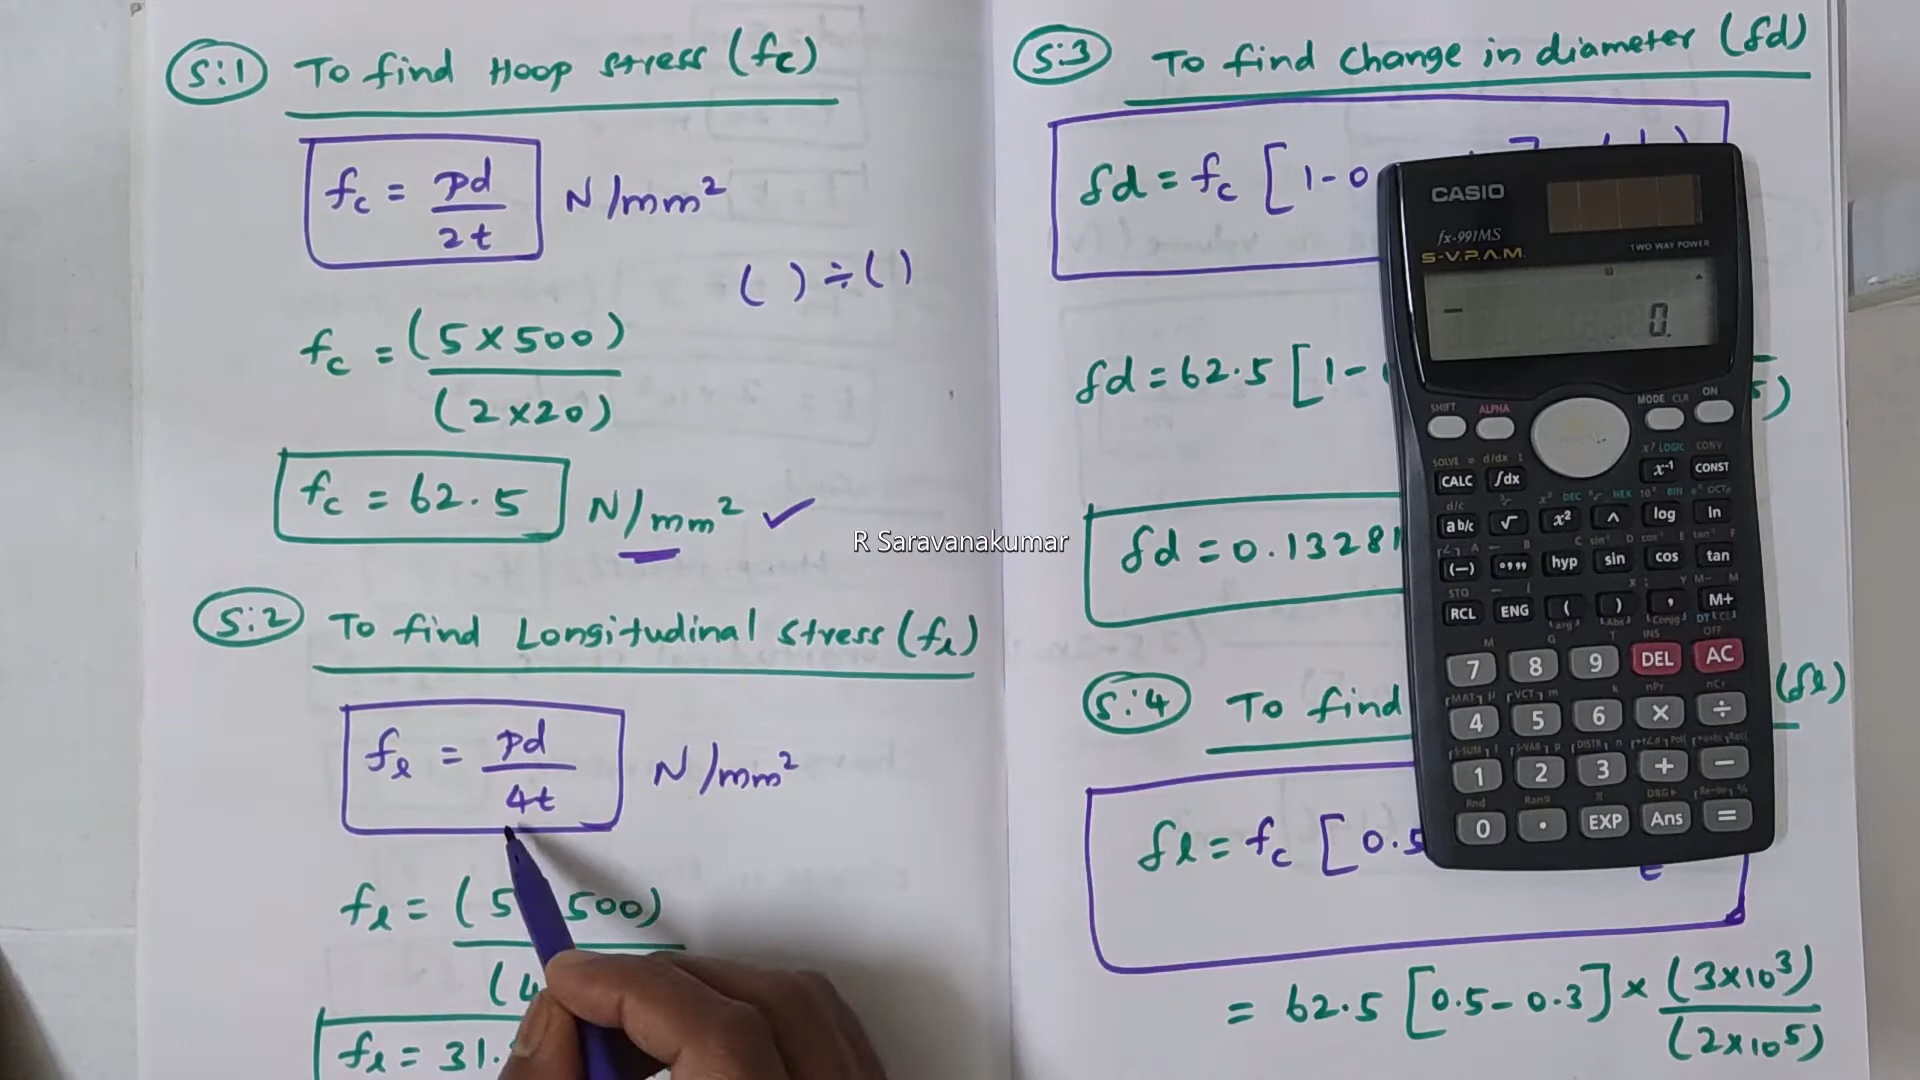 S:1 To find Hoop stress (fc)
fc = pd / 2t N/mm²
( ) ÷ ( )
fc = (5 x 500) / (2 x 20)
fc = 62.5 N/mm² ✓
S:2 To find Longitudinal stress (fl)
fl = pd / 4t N/mm²
fl = (5 500)
(4
fl = 31.
S:3 To find Change in diameter (δd)
δd = fc [1-0
δd = 62.5 [1-
δd = 0.13281
S:4 To find (δl)
δl = fc [0.5
= 62.5 [0.5 - 0.3] x (3x10³) / (2x10⁵)
R Saravanakumar
CASIO
fx-991MS
S-V.P.A.M.
TWO WAY POWER
0.
SHIFT ALPHA MODE CLR ON
CALC ∫dx x⁻¹ CONST
ab/c √ x² ^ log ln
(−) °’’’ hyp sin cos tan
RCL ENG ( ) , M+
7 8 9 DEL AC
4 5 6 × ÷
1 2 3 + −
0 . EXP Ans =